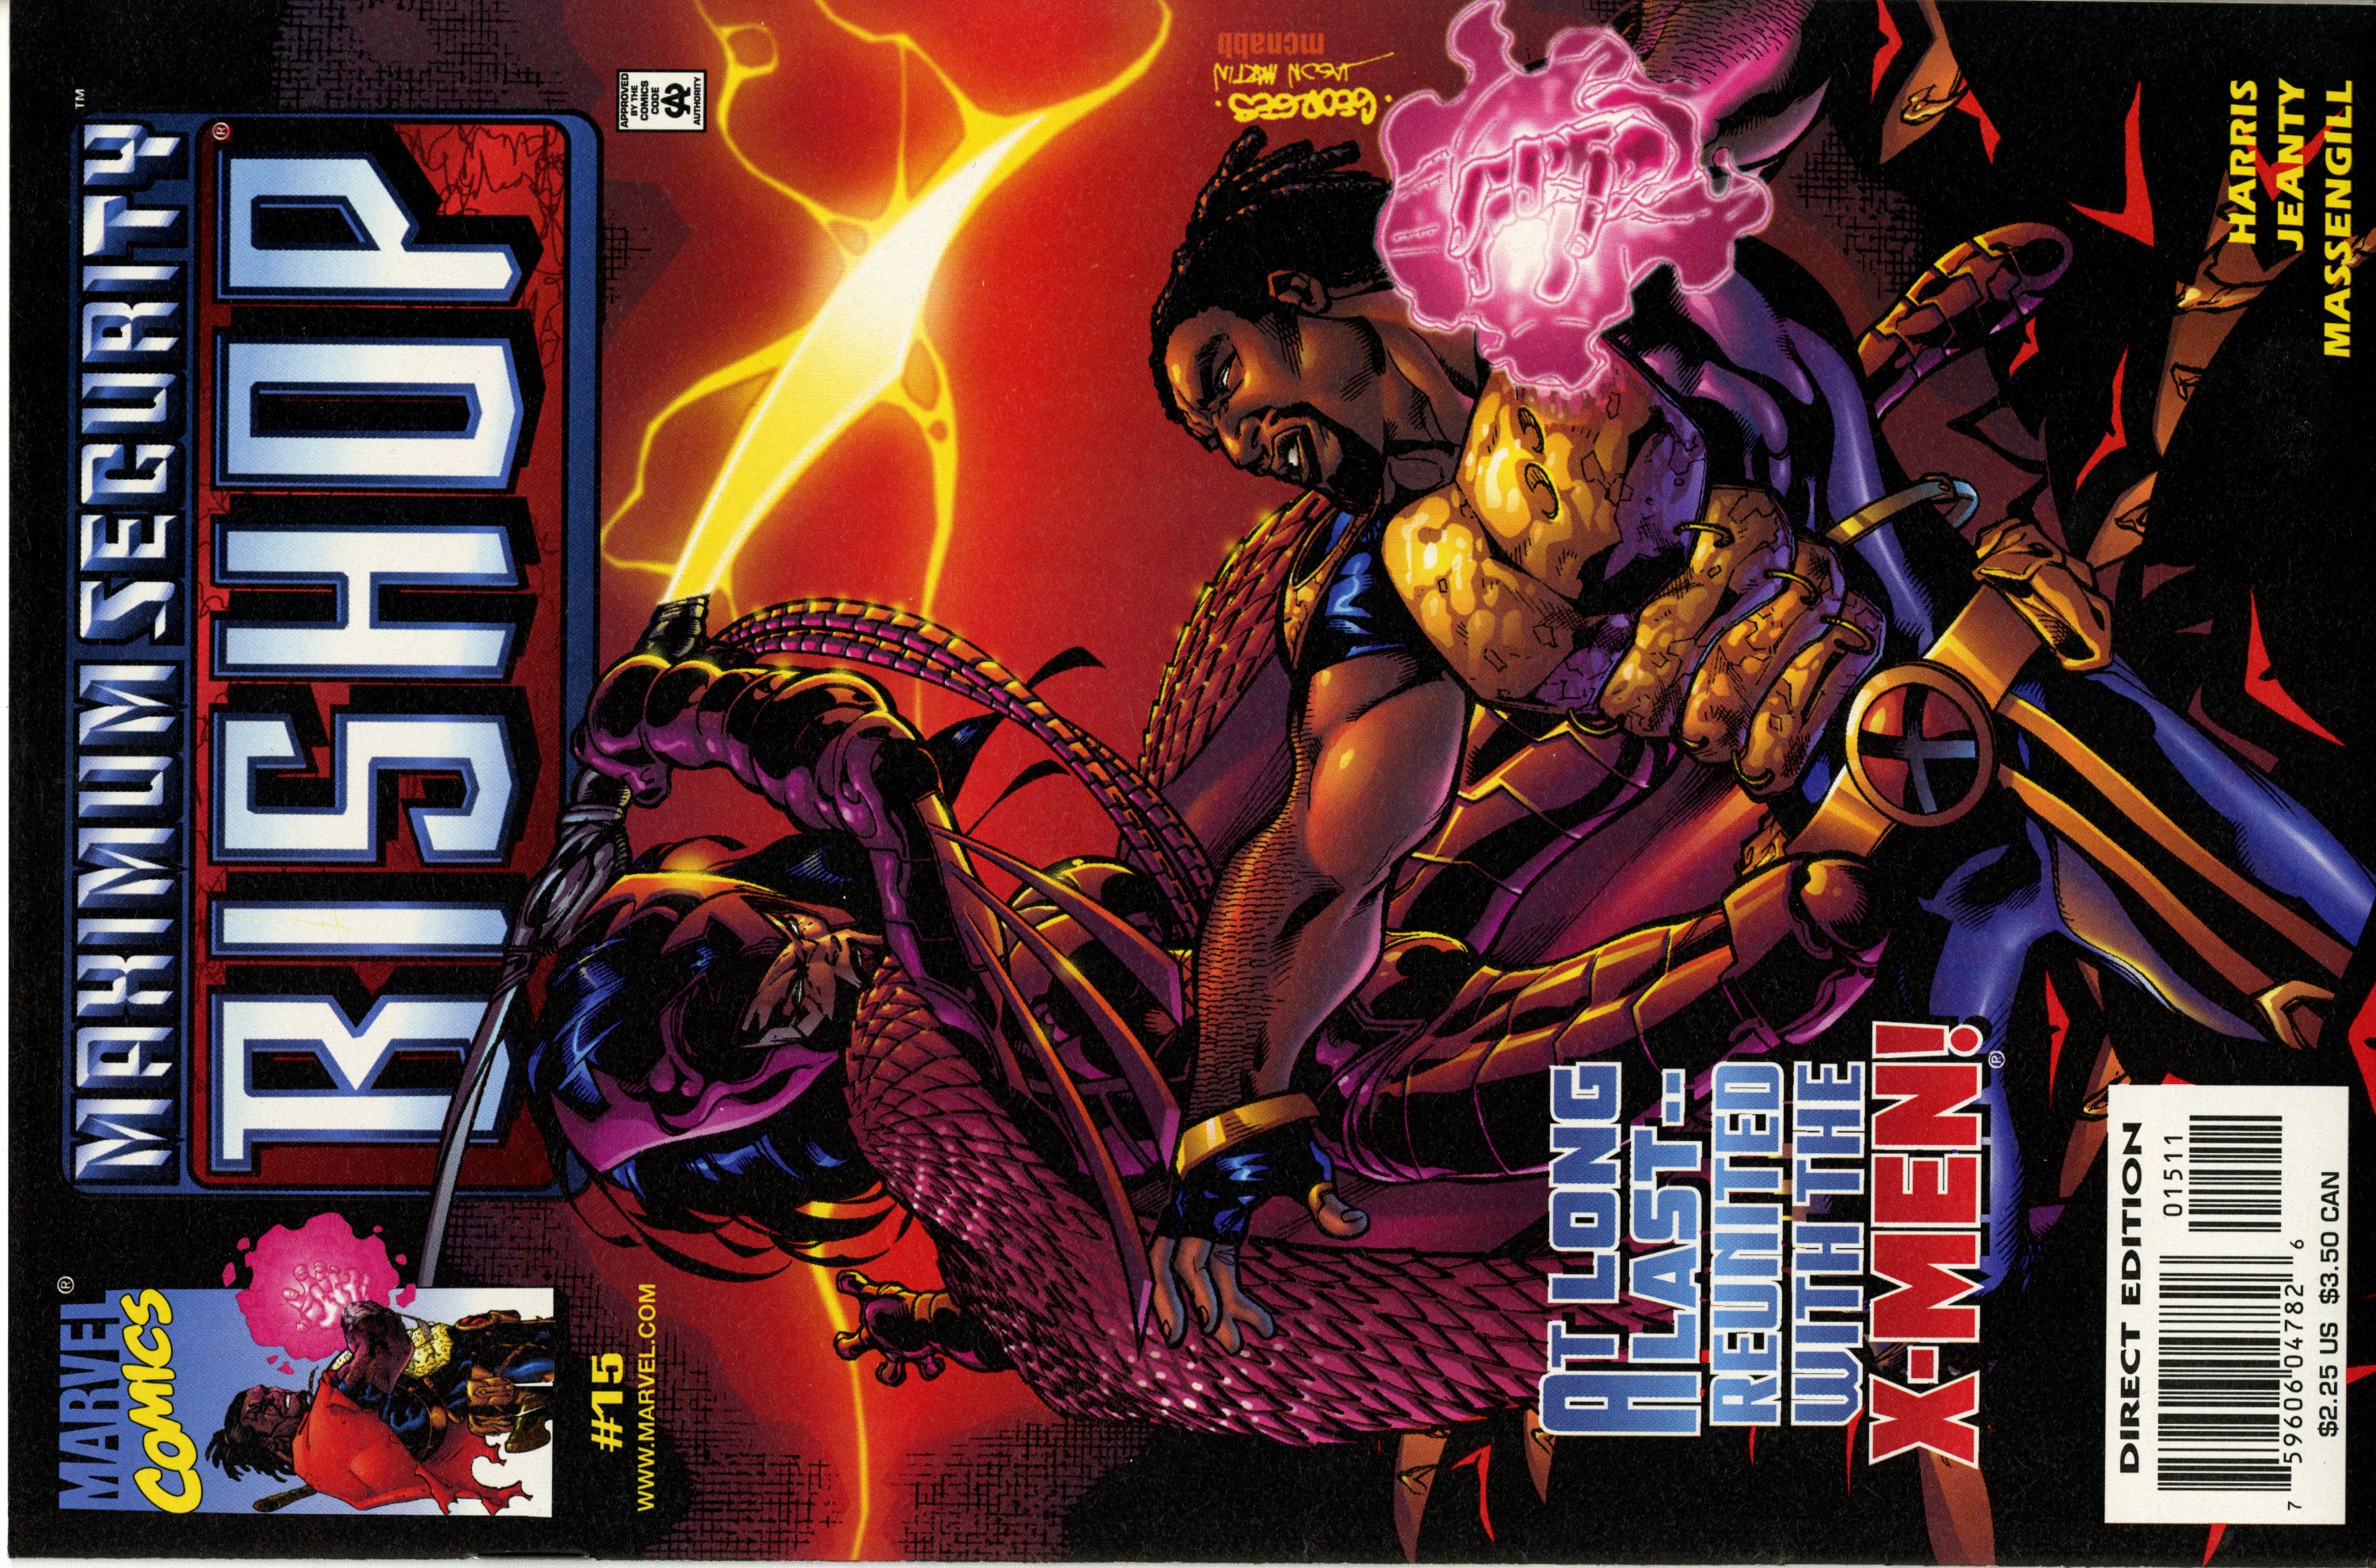 MARVEL®
COMICS
MAXIMUM SECURITY™
BISHOP®
#15
WWW.MARVEL.COM
APPROVED
BY THE
COMICS
CODE
CA
AUTHORITY
GEORGES.
JASON MARTIN
mcnabb
AT LONG
LAST--
REUNITED
WITH THE
X-MEN!®
DIRECT EDITION
01511
7 59606 04782 6
$2.25 US $3.50 CAN
HARRIS
JEANTY
MASSENGILL